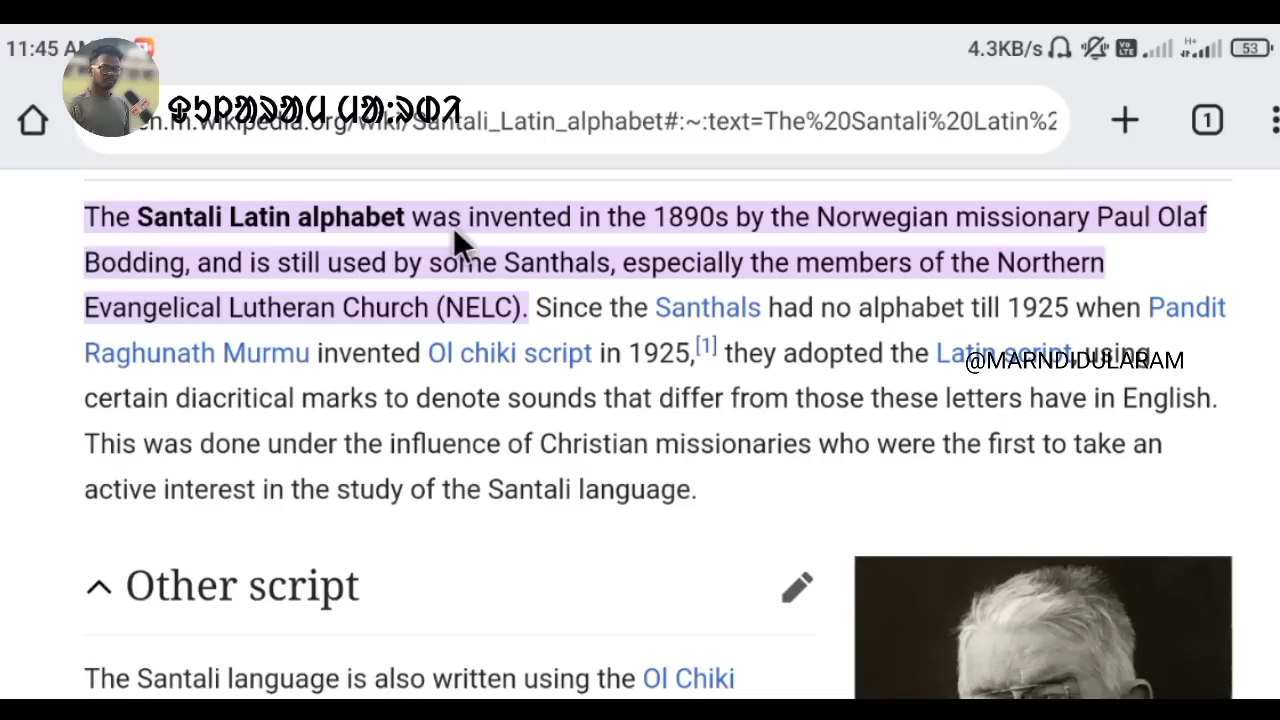 11:45 AM
4.3KB/s
53
ᱫᱩᱞᱟᱨᱟᱢ ᱢᱟᱺᱨᱰᱤ
en.m.wikipedia.org/wiki/Santali_Latin_alphabet#:~:text=The%20Santali%20Latin%2
1
The Santali Latin alphabet was invented in the 1890s by the Norwegian missionary Paul Olaf
Bodding, and is still used by some Santhals, especially the members of the Northern
Evangelical Lutheran Church (NELC). Since the Santhals had no alphabet till 1925 when Pandit
Raghunath Murmu invented Ol chiki script in 1925,[1] they adopted the Latin script, using
@MARNDIDULARAM
certain diacritical marks to denote sounds that differ from those these letters have in English.
This was done under the influence of Christian missionaries who were the first to take an
active interest in the study of the Santali language.
Other script
The Santali language is also written using the Ol Chiki